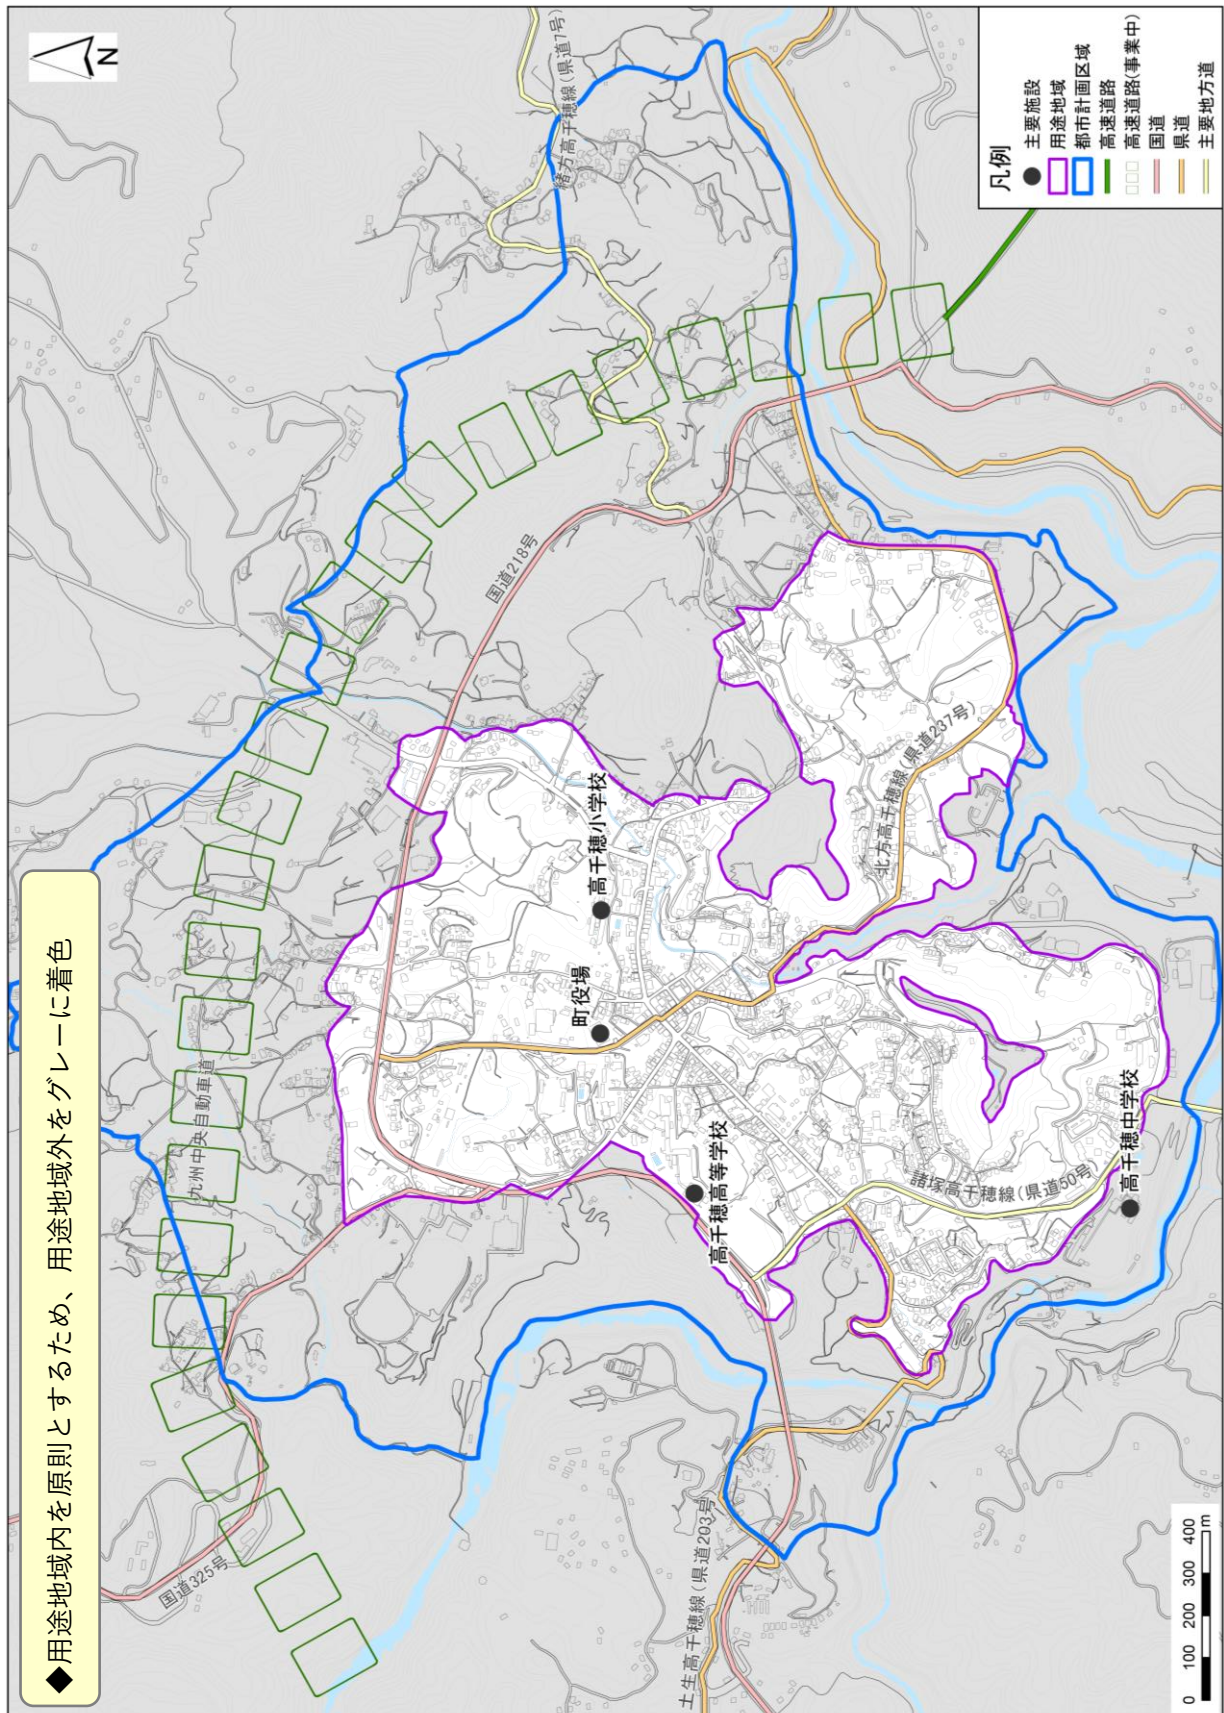 ◆用途地域内を原則とするため、用途地域外をグレーに着色
N
国道325号
九州中央自動車道
緒方高千穂線(県道7号)
国道218号
町役場
高千穂小学校
高千穂高等学校
北方高千穂線(県道237号)
土生高千穂線(県道203号)
諸塚高千穂線(県道50号)
高千穂中学校
凡例
主要施設
用途地域
都市計画区域
高速道路
高速道路(事業中)
国道
県道
主要地方道
0 100 200 300 400
m